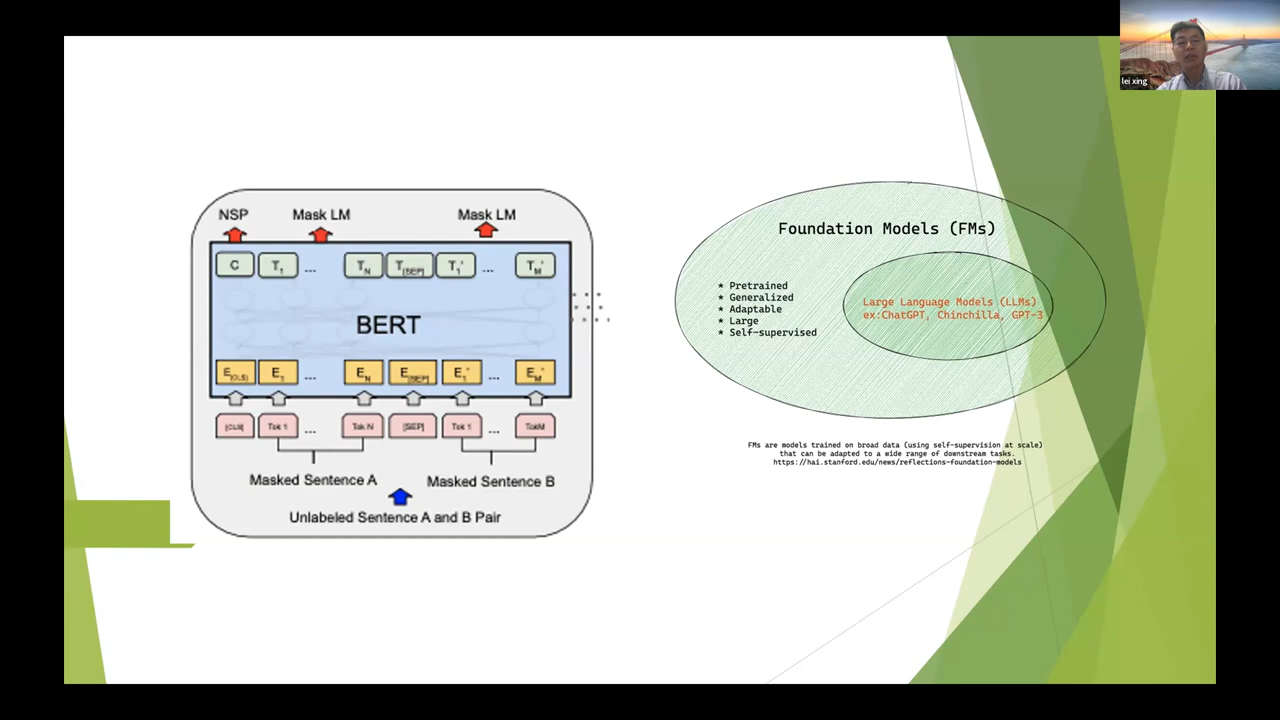 lei xing
NSP Mask LM Mask LM
C T1 ... TN T[SEP] T1' ... TM'
BERT
E[CLS] E1 ... EN E[SEP] E1' ... EM'
[CLS] Tok 1 ... Tok N [SEP] Tok 1 ... TokM
Masked Sentence A Masked Sentence B
Unlabeled Sentence A and B Pair
Foundation Models (FMs)
* Pretrained
* Generalized
* Adaptable
* Large
* Self-supervised
Large Language Models (LLMs)
ex:ChatGPT, Chinchilla, GPT-3
FMs are models trained on broad data (using self-supervision at scale)
that can be adapted to a wide range of downstream tasks.
https://hai.stanford.edu/news/reflections-foundation-models